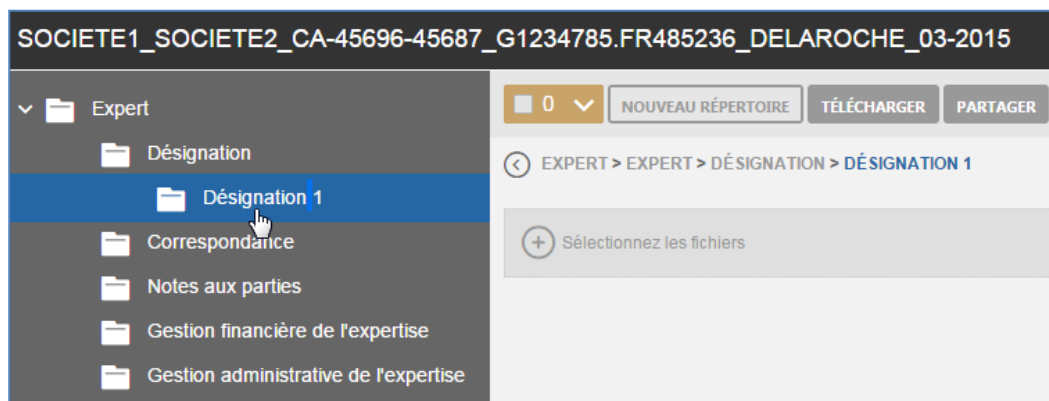 SOCIETE1_SOCIETE2_CA-45696-45687_G1234785.FR485236_DELAROCHE_03-2015
Expert
Désignation
Désignation 1
Correspondance
Notes aux parties
Gestion financière de l'expertise
Gestion administrative de l'expertise
0 NOUVEAU RÉPERTOIRE TÉLÉCHARGER PARTAGER
EXPERT > EXPERT > DÉSIGNATION > DÉSIGNATION 1
Sélectionnez les fichiers